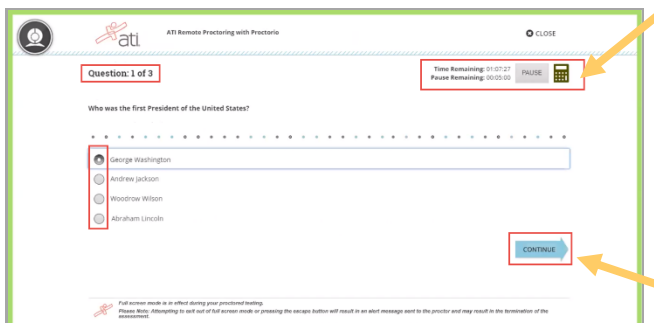 ati
ATI Remote Proctoring with Proctorio
CLOSE
Question: 1 of 3
Time Remaining: 01:07:27
Pause Remaining: 00:05:00
PAUSE
Who was the first President of the United States?
George Washington
Andrew Jackson
Woodrow Wilson
Abraham Lincoln
CONTINUE
ati
Full screen mode is in effect during your proctored testing.
Please Note: Attempting to exit out of full screen mode or pressing the escape button will result in an alert message sent to the proctor and may result in the termination of the
assessment.